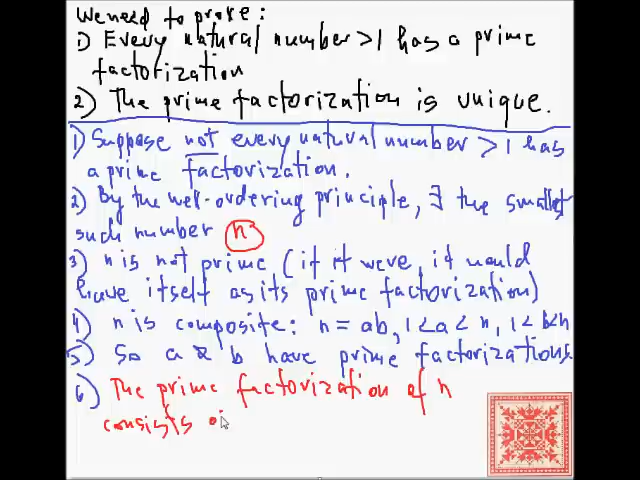 We need to prove:
1) Every natural number > 1 has a prime
factorization
2) The prime factorization is unique.
1) Suppose not every natural number > 1 has
a prime factorization.
2) By the well-ordering principle, ∃ the smallest
such number n
3) n is not prime (if it were, it would
have itself as its prime factorization)
4) n is composite: n = ab, 1 < a < n, 1 < b < n
5) So a & b have prime factorizations.
6) The prime factorization of n
consists o